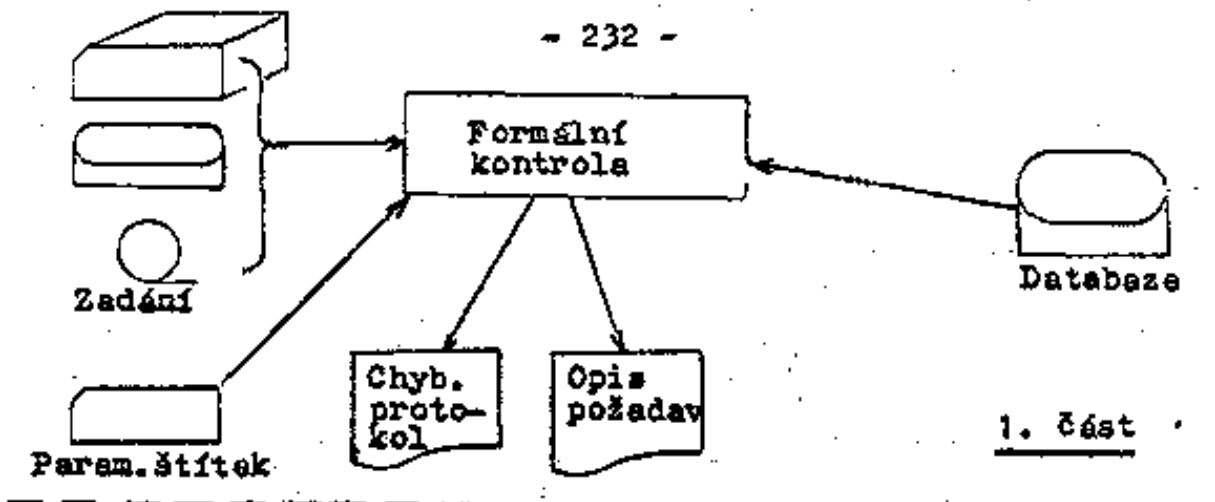 - 232 -
Formální
kontrola
Zadání
Databaze
Chyb.
proto-
kol
Opis
požadav
1. část
Param.štítek